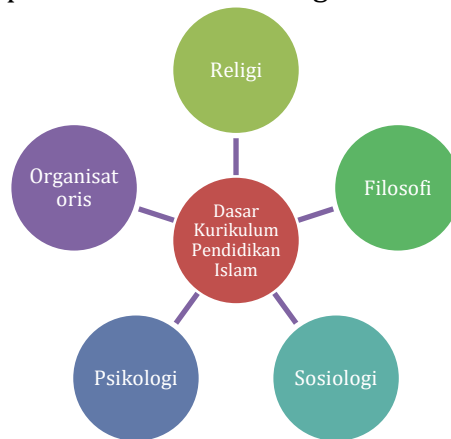 Religi
Organisat
oris
Filosofi
Dasar
Kurikulum
Pendidikan
Islam
Psikologi
Sosiologi